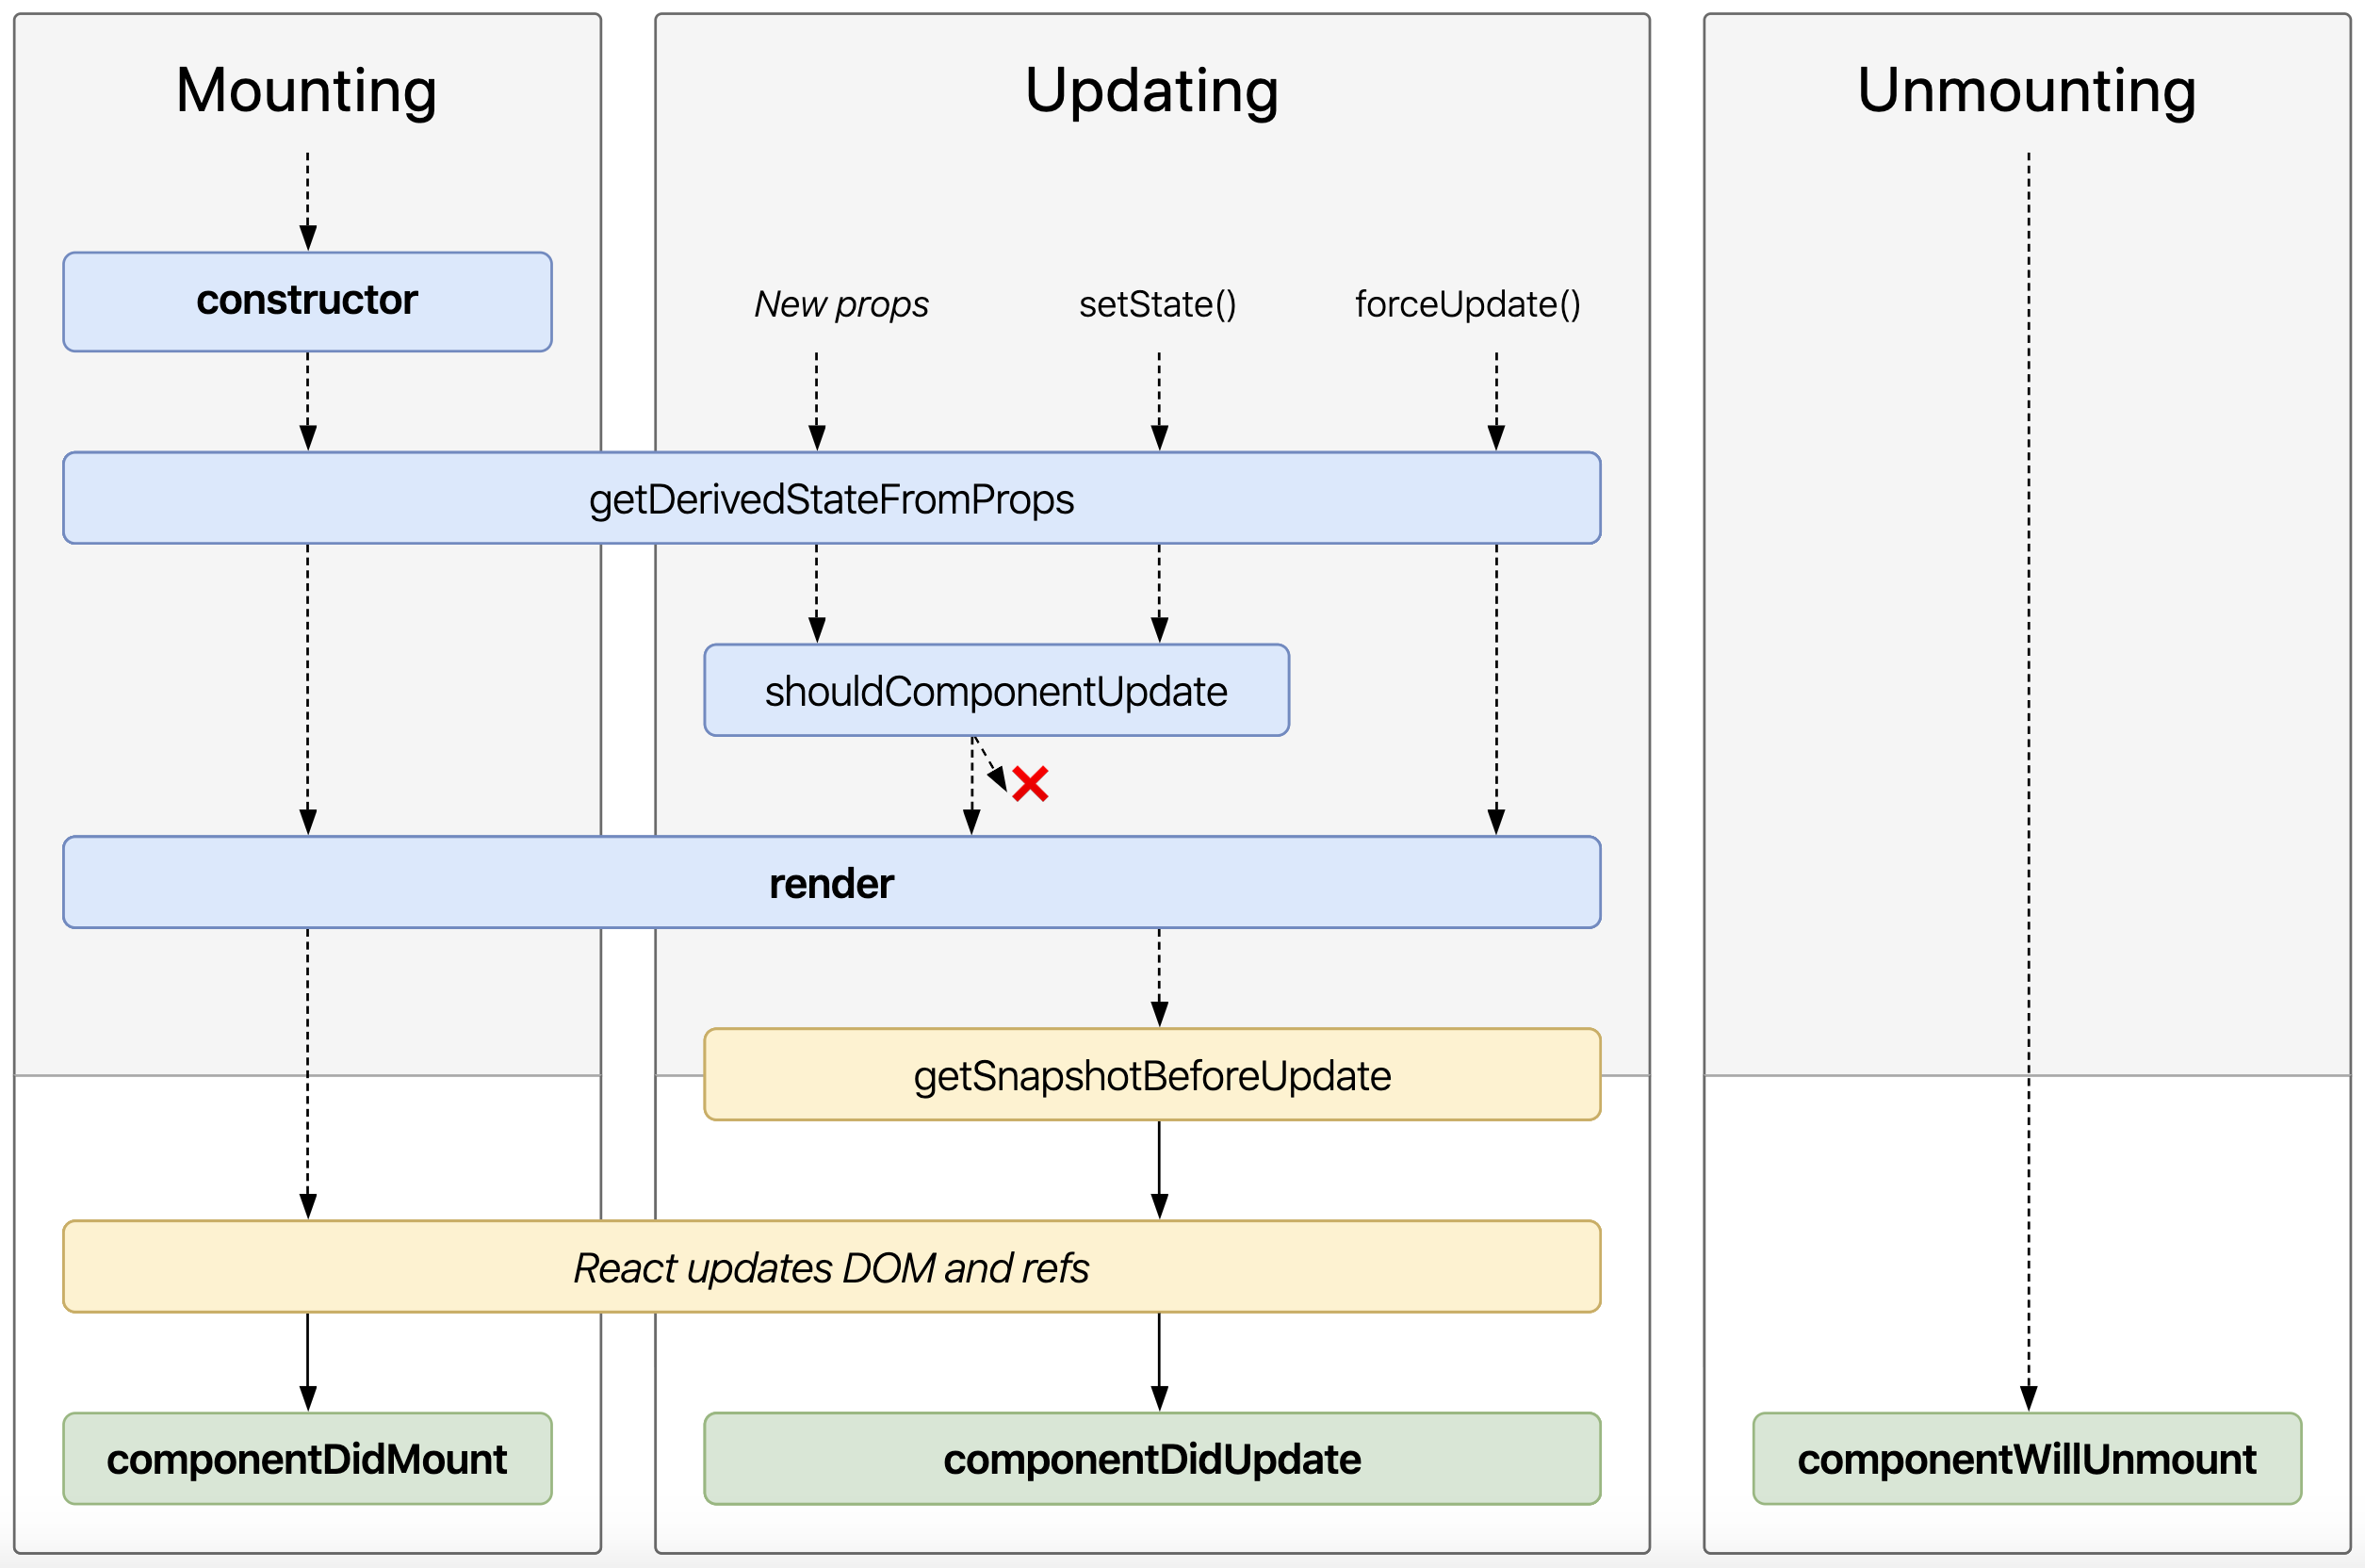 Mounting
Updating
Unmounting
constructor
New props
setState()
forceUpdate()
getDerivedStateFromProps
shouldComponentUpdate
render
getSnapshotBeforeUpdate
React updates DOM and refs
componentDidMount
componentDidUpdate
componentWillUnmount